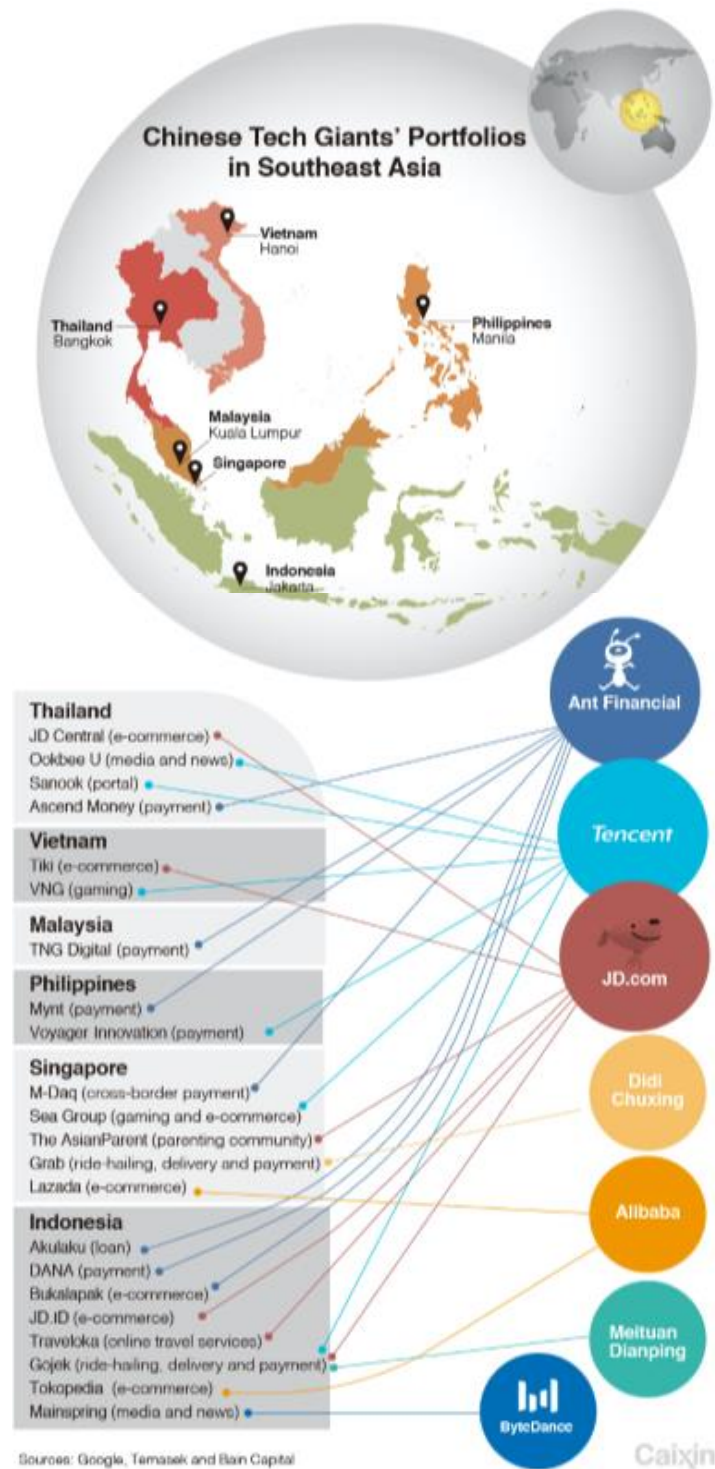 Chinese Tech Giants' Portfolios
in Southeast Asia
Vietnam
Hanoi
Thailand
Bangkok
Philippines
Manila
Malaysia
Kuala Lumpur
Singapore
Indonesia
Jakarta
Ant Financial
Thailand
JD Central (e-commerce)
Ookbee U (media and news)
Sanook (portal)
Ascend Money (payment)
Tencent
Vietnam
Tiki (e-commerce)
VNG (gaming)
Malaysia
TNG Digital (payment)
JD.com
Philippines
Mynt (payment)
Voyager Innovation (payment)
Singapore
M-Daq (cross-border payment)
Sea Group (gaming and e-commerce)
The AsianParent (parenting community)
Grab (ride-hailing, delivery and payment)
Lazada (e-commerce)
Didi
Chuxing
Alibaba
Indonesia
Akulaku (loan)
DANA (payment)
Bukalapak (e-commerce)
JD.ID (e-commerce)
Traveloka (online travel services)
Gojek (ride-hailing, delivery and payment)
Tokopedia (e-commerce)
Mainspring (media and news)
Meituan
Dianping
ByteDance
Sources: Google, Temasek and Bain Capital
Caixin